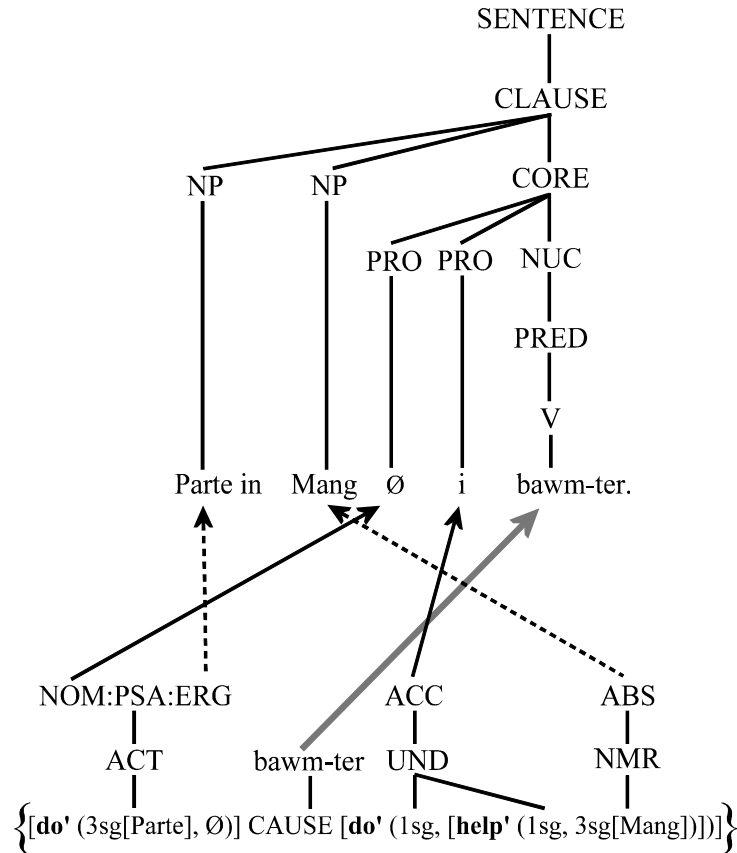 SENTENCE
CLAUSE
NP NP CORE
PRO PRO NUC
PRED
V
Parte in Mang Ø i bawm-ter.
NOM:PSA:ERG ACC ABS
ACT bawm-ter UND NMR
{[do' (3sg[Parte], Ø)] CAUSE [do' (1sg, [help' (1sg, 3sg[Mang])])]}